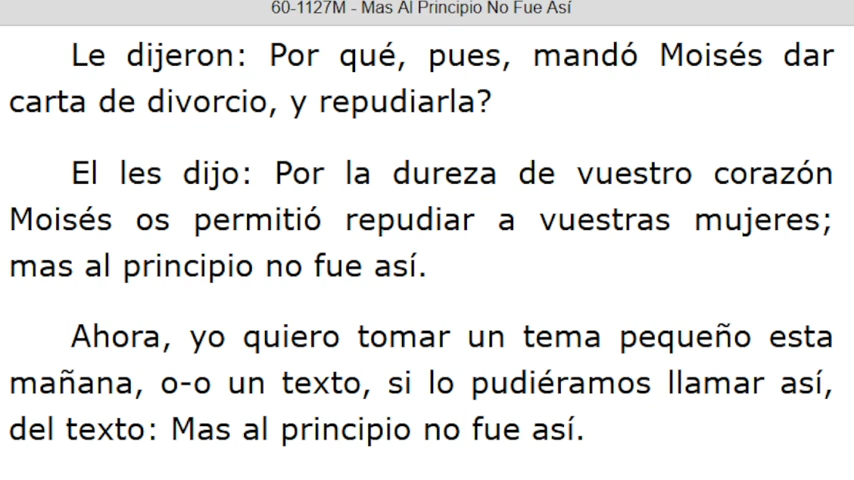 60-1127M - Mas Al Principio No Fue Así
Le dijeron: Por qué, pues, mandó Moisés dar
carta de divorcio, y repudiarla?
El les dijo: Por la dureza de vuestro corazón
Moisés os permitió repudiar a vuestras mujeres;
mas al principio no fue así.
Ahora, yo quiero tomar un tema pequeño esta
mañana, o-o un texto, si lo pudiéramos llamar así,
del texto: Mas al principio no fue así.